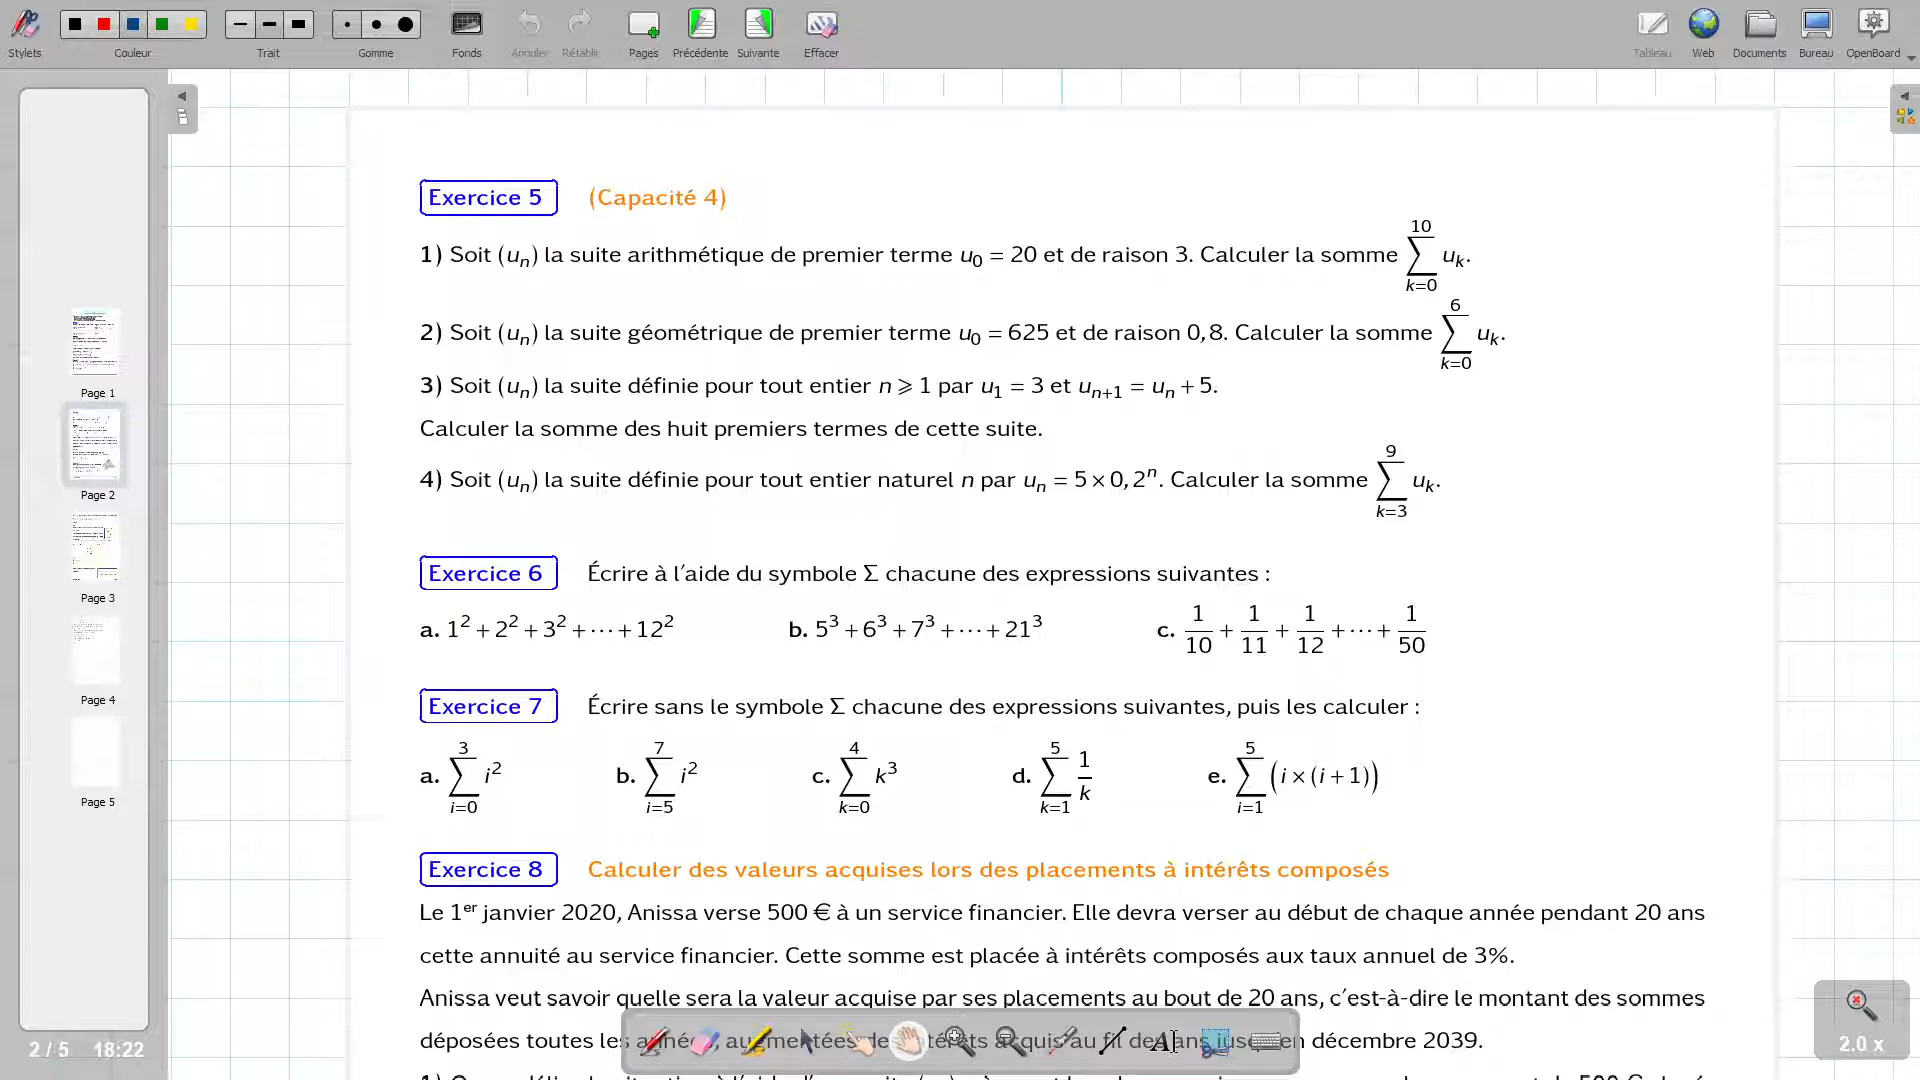 Stylets Couleur Trait Gomme Fonds Annuler Rétablir Pages Précédente Suivante Effacer Tableau Web Documents Bureau OpenBoard
Exercice 5 (Capacité 4)
1) Soit (uₙ) la suite arithmétique de premier terme u₀ = 20 et de raison 3. Calculer la somme ∑_{k=0}^{10} uₖ.
2) Soit (uₙ) la suite géométrique de premier terme u₀ = 625 et de raison 0,8. Calculer la somme ∑_{k=0}^{6} uₖ.
3) Soit (uₙ) la suite définie pour tout entier n ⩾ 1 par u₁ = 3 et uₙ₊₁ = uₙ + 5.
Calculer la somme des huit premiers termes de cette suite.
4) Soit (uₙ) la suite définie pour tout entier naturel n par uₙ = 5 × 0,2ⁿ. Calculer la somme ∑_{k=3}^{9} uₖ.
Exercice 6 Écrire à l'aide du symbole Σ chacune des expressions suivantes :
a. 1² + 2² + 3² + ··· + 12² b. 5³ + 6³ + 7³ + ··· + 21³ c. 1/10 + 1/11 + 1/12 + ··· + 1/50
Exercice 7 Écrire sans le symbole Σ chacune des expressions suivantes, puis les calculer :
a. ∑_{i=0}^{3} i² b. ∑_{i=5}^{7} i² c. ∑_{k=0}^{4} k³ d. ∑_{k=1}^{5} 1/k e. ∑_{i=1}^{5} (i × (i + 1))
Exercice 8 Calculer des valeurs acquises lors des placements à intérêts composés
Le 1er janvier 2020, Anissa verse 500 € à un service financier. Elle devra verser au début de chaque année pendant 20 ans
cette annuité au service financier. Cette somme est placée à intérêts composés aux taux annuel de 3%.
Anissa veut savoir quelle sera la valeur acquise par ses placements au bout de 20 ans, c'est-à-dire le montant des sommes
déposées toutes les années, augmentées des intérêts acquis au fil des ans jusqu'en décembre 2039.
Page 1
Page 2
Page 3
Page 4
Page 5
2 / 5 18:22
2.0 x